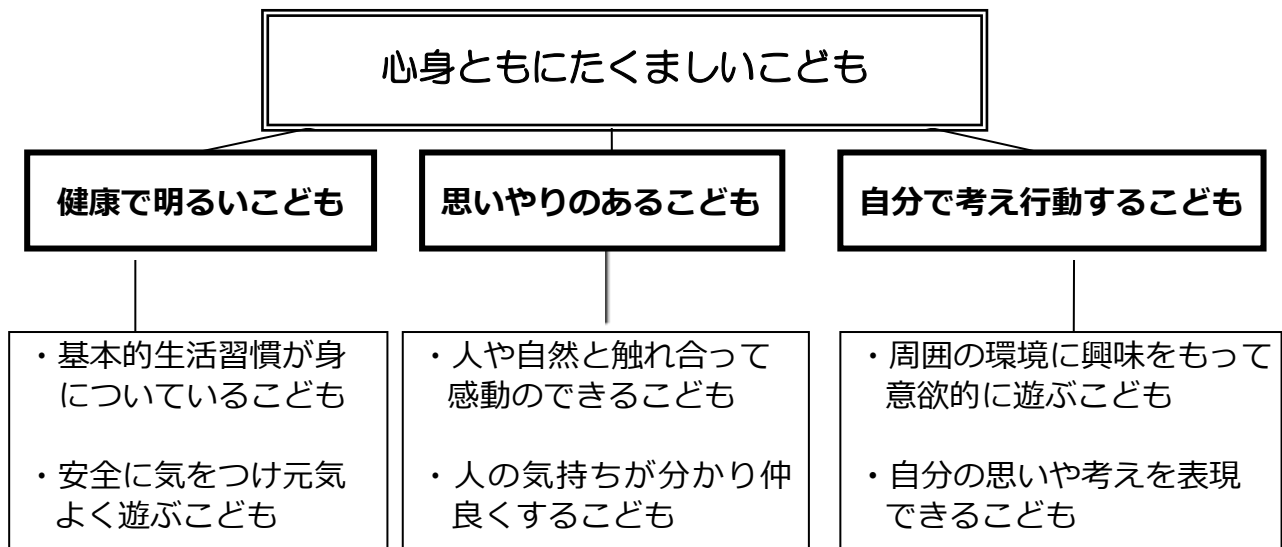 心身ともにたくましいこども
健康で明るいこども
思いやりのあるこども
自分で考え行動するこども
・基本的生活習慣が身
についているこども
・安全に気をつけ元気
よく遊ぶこども
・人や自然と触れ合って
感動のできるこども
・人の気持ちが分かり仲
良くするこども
・周囲の環境に興味をもって
意欲的に遊ぶこども
・自分の思いや考えを表現
できるこども